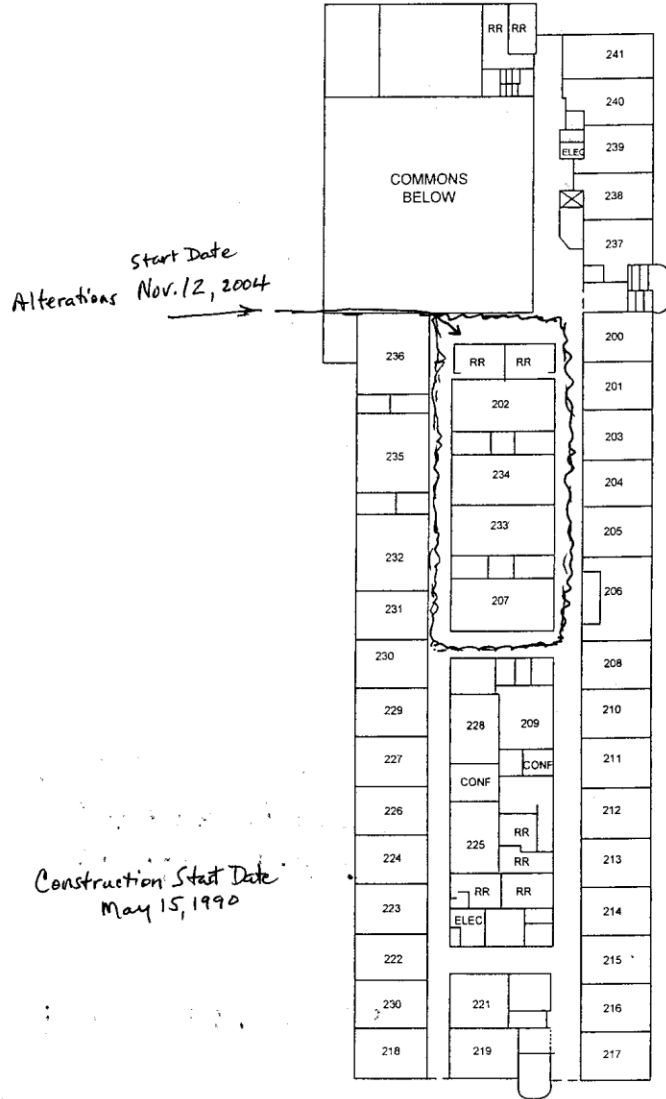 RR RR
241
240
ELEC 239
COMMONS
BELOW
238
237
Start Date
Alterations Nov. 12, 2004
236
RR RR
200
202
201
235
234
203
204
233
205
232
207
206
231
230
208
229
228
209
210
227
CONF
CONF
211
226
225
RR
212
RR
224
213
Construction Start Date
May 15, 1990
223
RR RR
ELEC
214
222
215
230
221
216
218
219
217